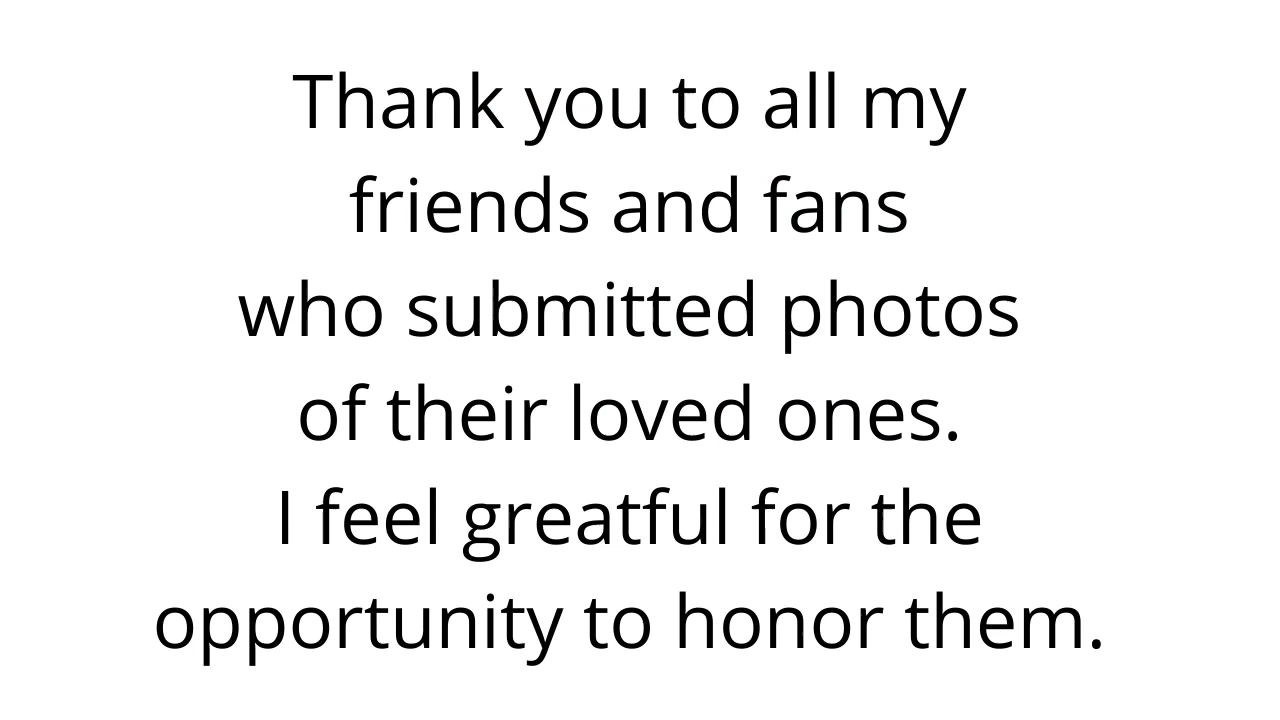 Thank you to all my
friends and fans
who submitted photos
of their loved ones.
I feel greatful for the
opportunity to honor them.